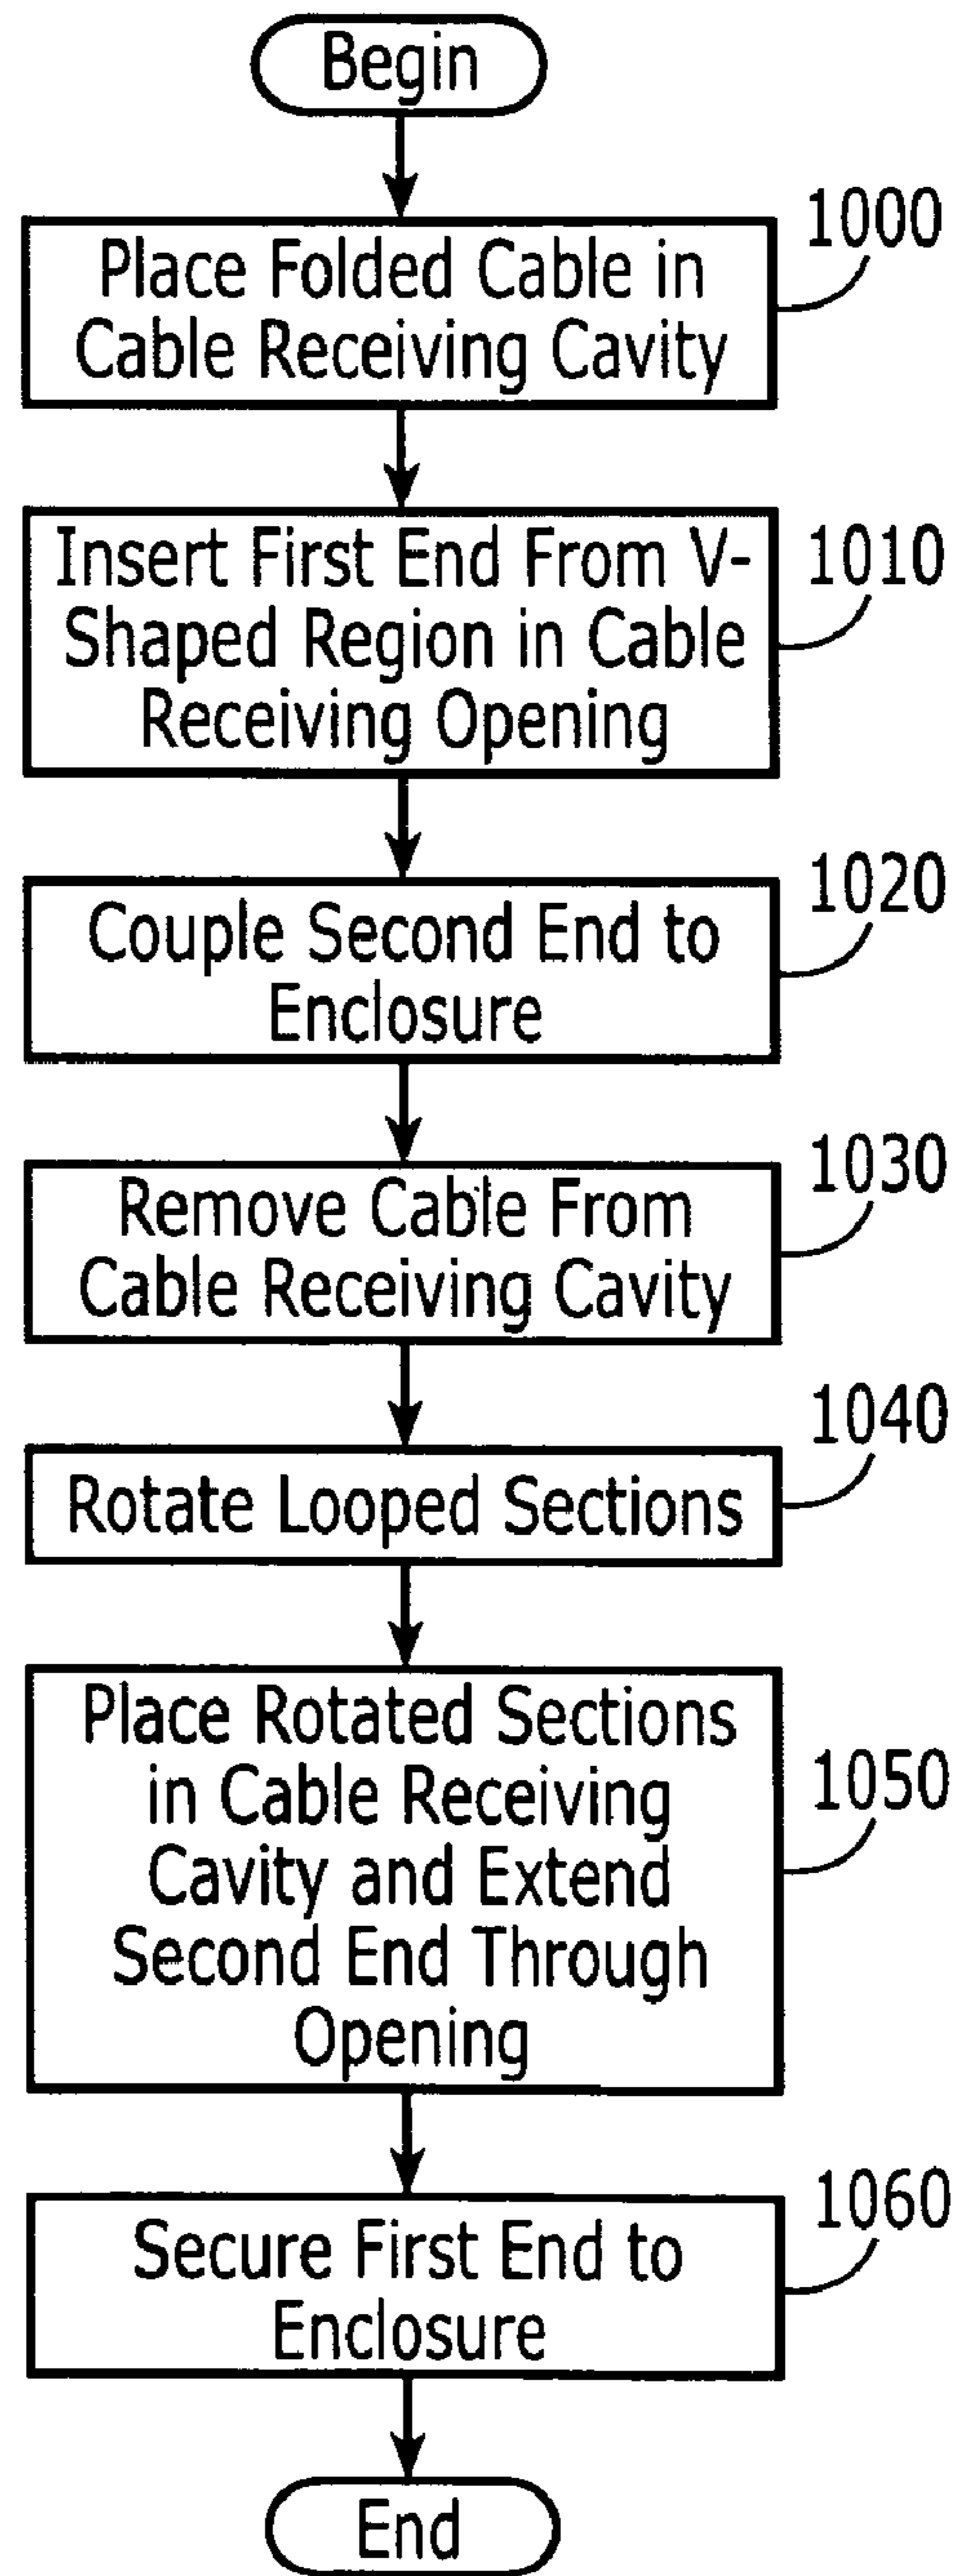 Begin
1000
Place Folded Cable in
Cable Receiving Cavity
1010
Insert First End From V-
Shaped Region in Cable
Receiving Opening
1020
Couple Second End to
Enclosure
1030
Remove Cable From
Cable Receiving Cavity
1040
Rotate Looped Sections
1050
Place Rotated Sections
in Cable Receiving
Cavity and Extend
Second End Through
Opening
1060
Secure First End to
Enclosure
End